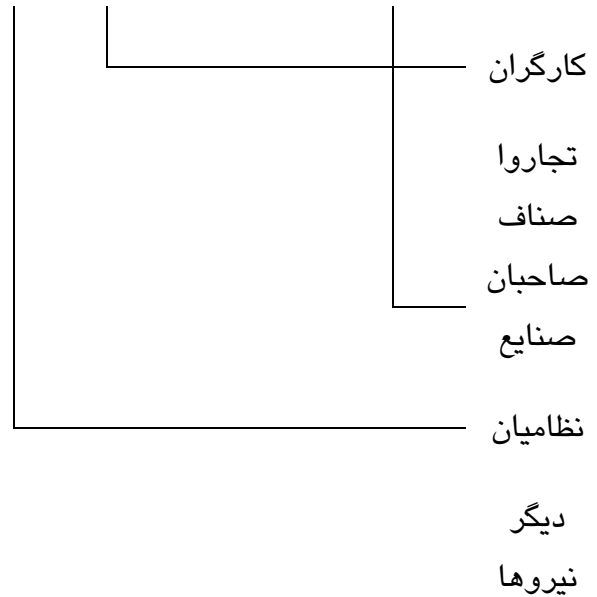 کارگران
تجاروا
صناف
صاحبان
صنایع
نظامیان
دیگر
نیروها